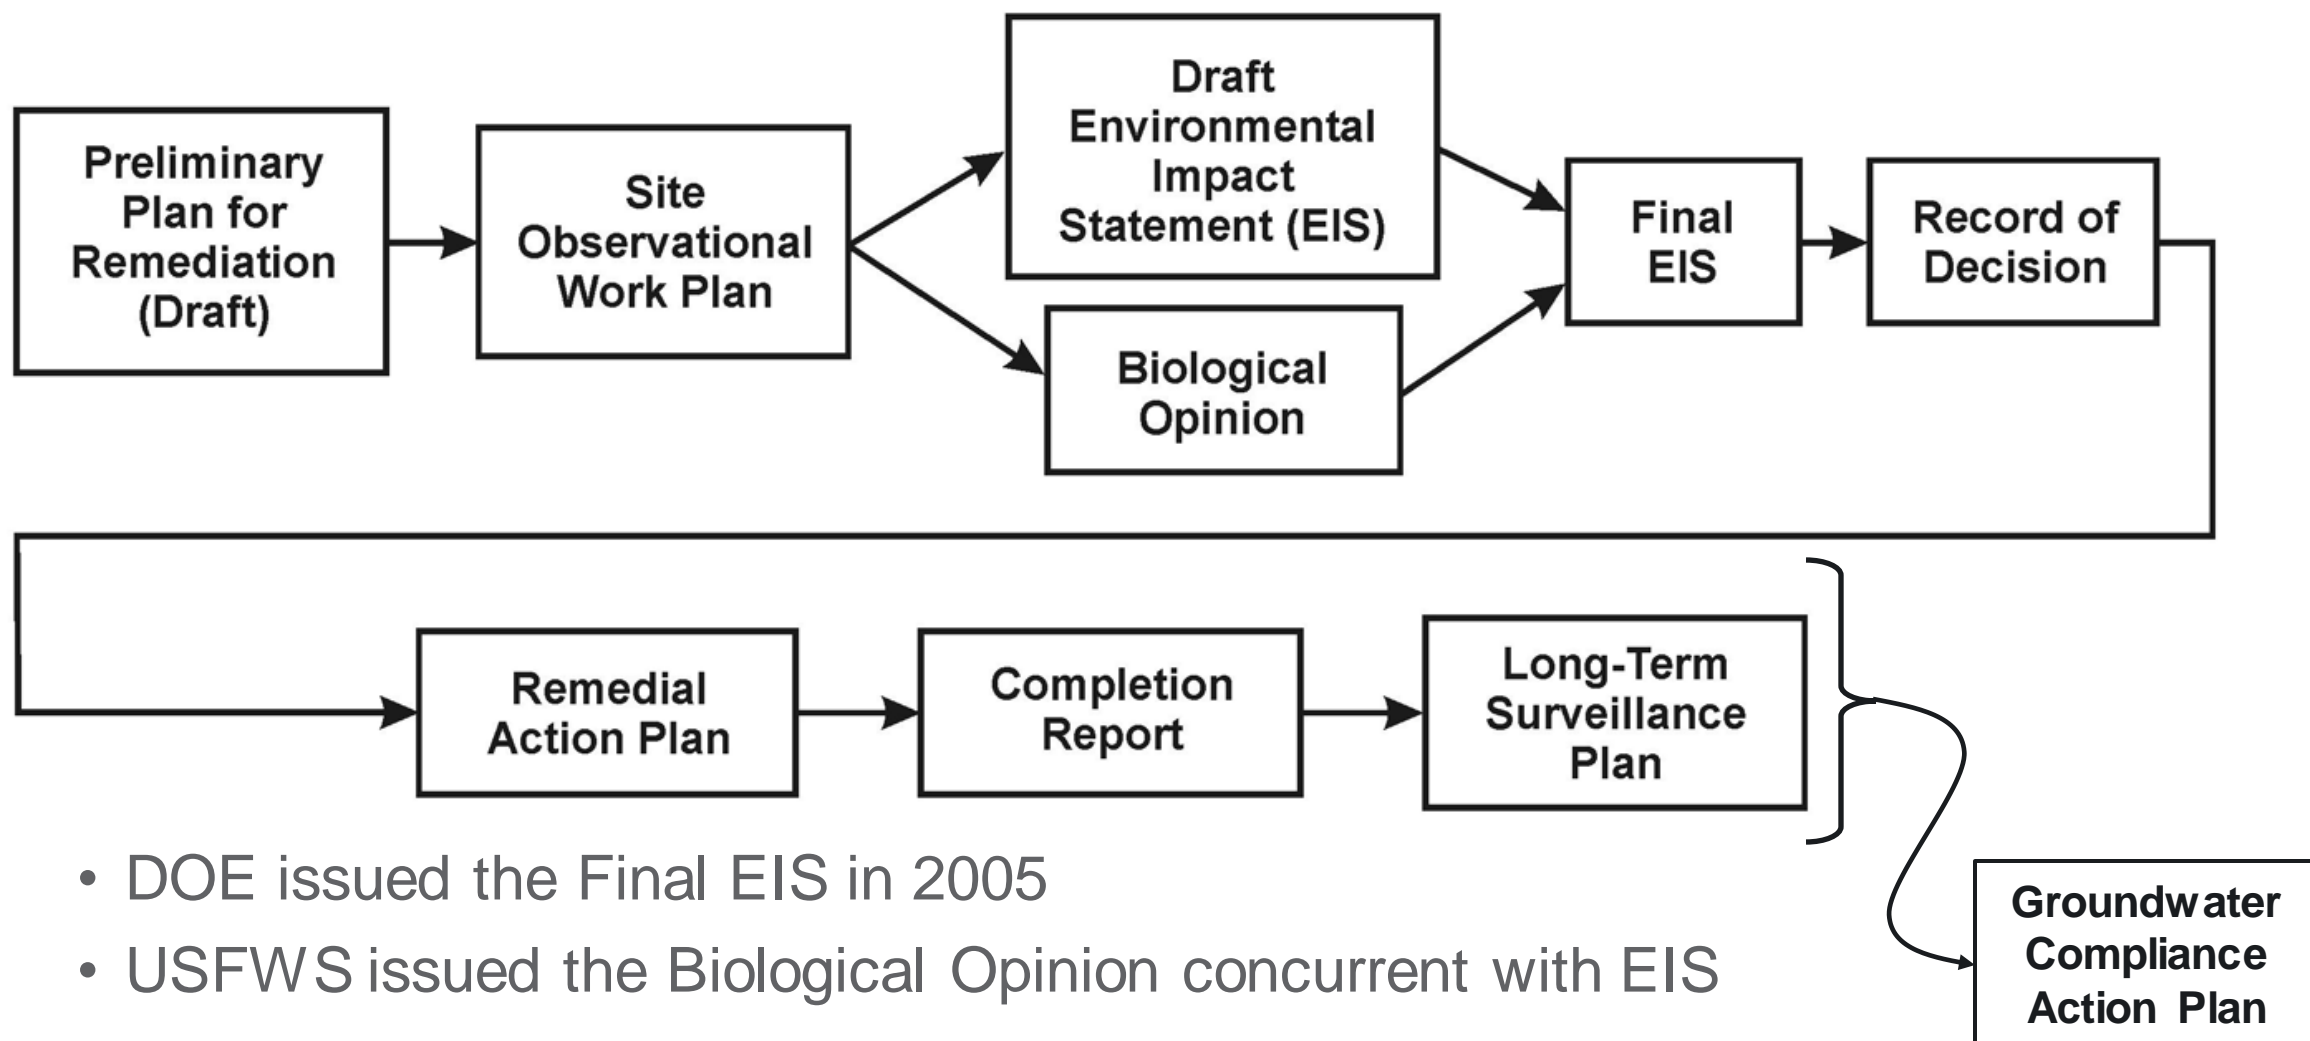 Preliminary
Plan for
Remediation
(Draft)
Site
Observational
Work Plan
Draft
Environmental
Impact
Statement (EIS)
Biological
Opinion
Final
EIS
Record of
Decision
Remedial
Action Plan
Completion
Report
Long-Term
Surveillance
Plan
Groundwater
Compliance
Action Plan
• DOE issued the Final EIS in 2005
• USFWS issued the Biological Opinion concurrent with EIS